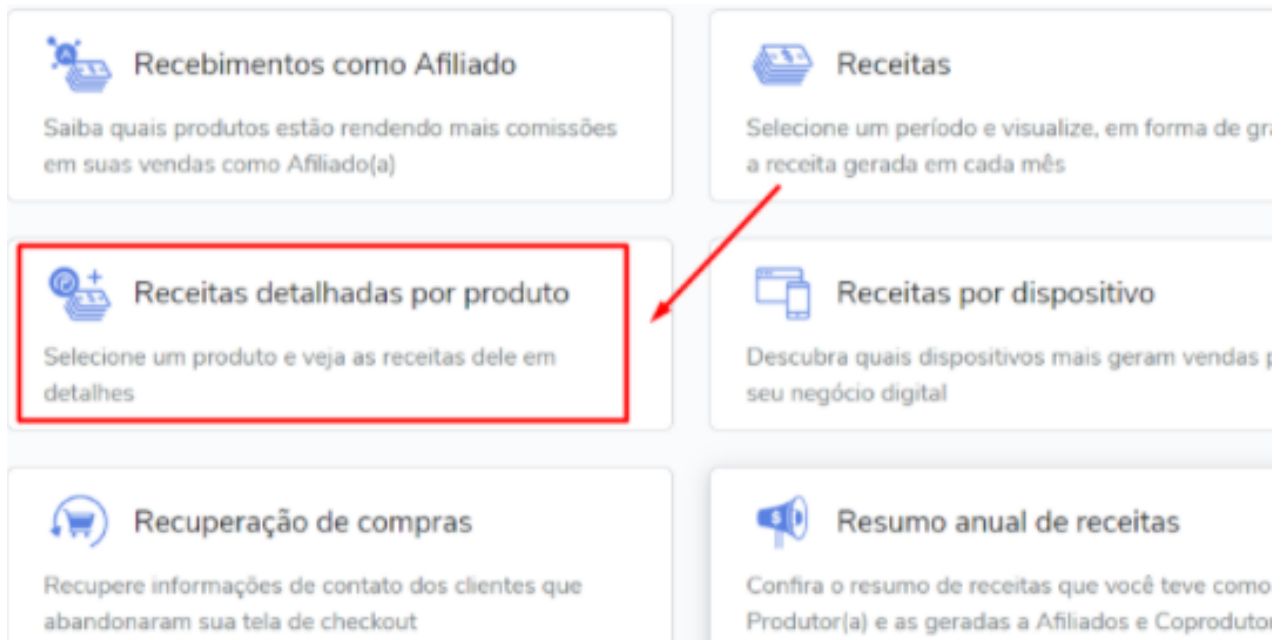 Recebimentos como Afiliado
Saiba quais produtos estão rendendo mais comissões
em suas vendas como Afiliado(a)
Receitas
Selecione um período e visualize, em forma de
a receita gerada em cada mês
Receitas detalhadas por produto
Selecione um produto e veja as receitas dele em
detalhes
Receitas por dispositivo
Descubra quais dispositivos mais geram vendas
seu negócio digital
Recuperação de compras
Recupere informações de contato dos clientes que
abandonaram sua tela de checkout
Resumo anual de receitas
Confira o resumo de receitas que você teve como
Produtor(a) e as geradas a Afiliados e